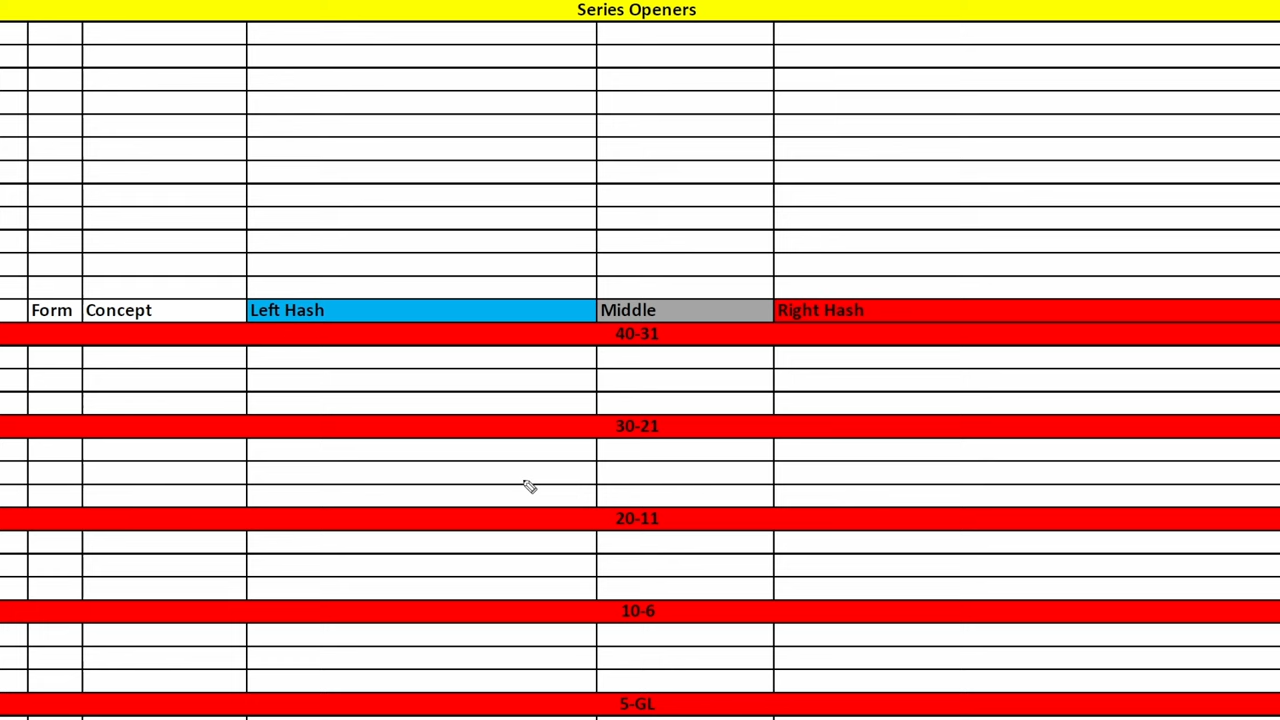 Series Openers
Form Concept Left Hash Middle Right Hash
40-31
30-21
20-11
10-6
5-GL